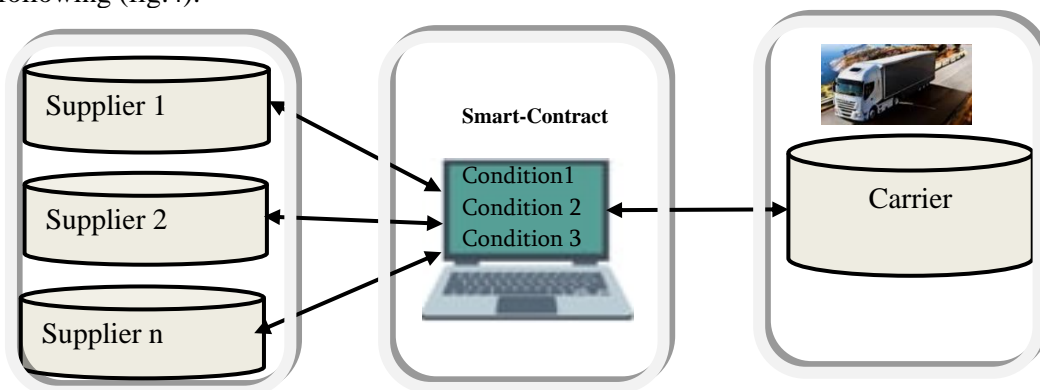 following (fig.4).
Supplier 1
Supplier 2
Supplier n
Smart-Contract
Condition1
Condition 2
Condition 3
Carrier